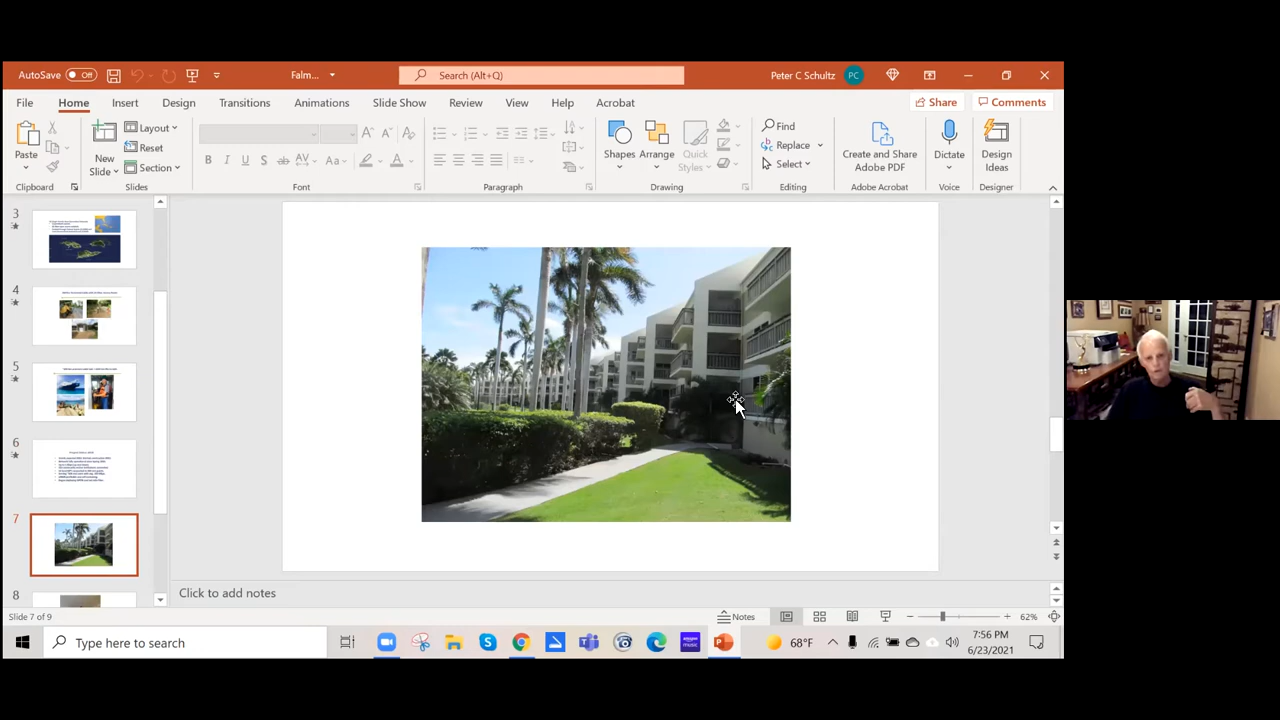 AutoSave Off Falm... Search (Alt+Q) Peter C Schultz PC
File Home Insert Design Transitions Animations Slide Show Review View Help Acrobat Share Comments
Paste
New
Slide
Layout
Reset
Section
Aa
Shapes
Arrange
Quick
Styles
Find
Replace
Select
Create and Share
Adobe PDF
Dictate
Design
Ideas
Clipboard Slides Font Paragraph Drawing Editing Adobe Acrobat Voice Designer
3
4
5
6
7
8
Click to add notes
Slide 7 of 9 Notes 62%
Type here to search 68°F 7:56 PM
6/23/2021